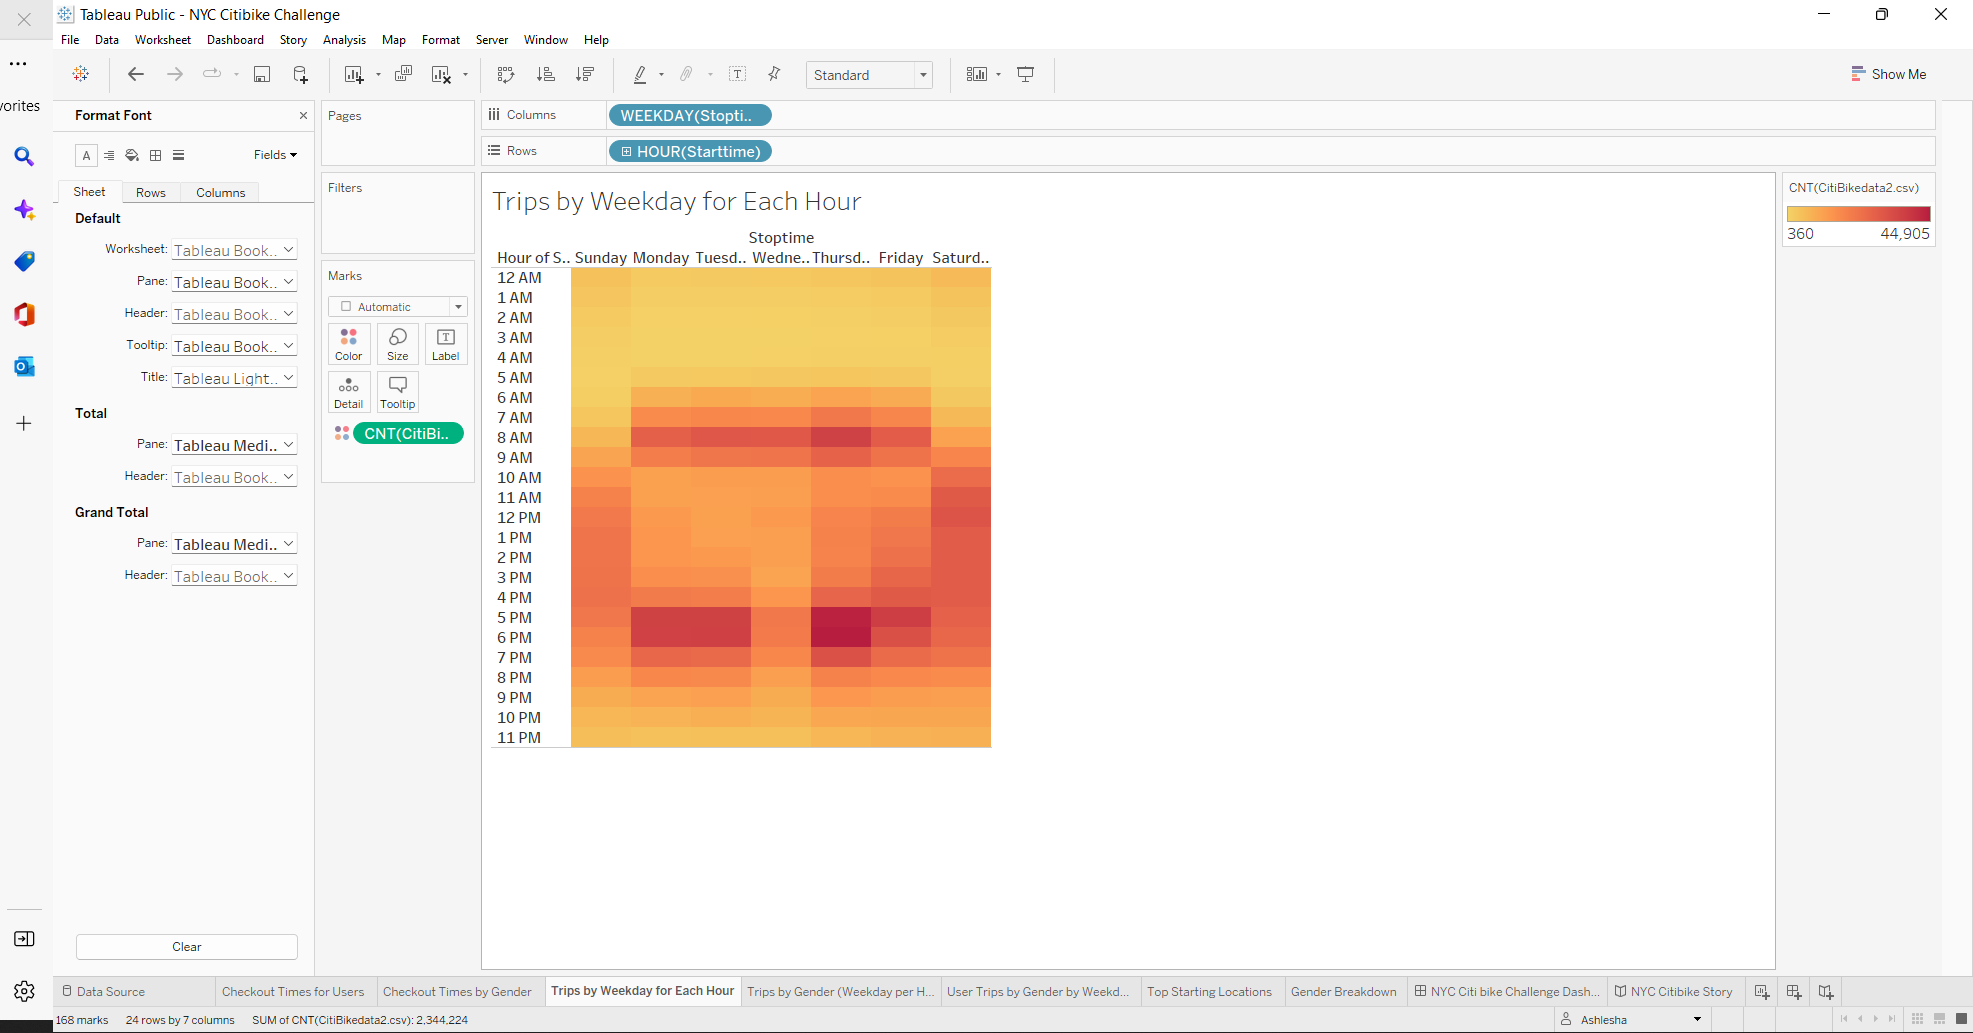 Tableau Public - NYC Citibike Challenge
File Data Worksheet Dashboard Story Analysis Map Format Server Window Help
Standard
Show Me
vorites
Format Font
Fields
Sheet Rows Columns
Default
Worksheet: Tableau Book..
Pane: Tableau Book..
Header: Tableau Book..
Tooltip: Tableau Book..
Title: Tableau Light..
Total
Pane: Tableau Medi..
Header: Tableau Book..
Grand Total
Pane: Tableau Medi..
Header: Tableau Book..
Clear
Pages
Filters
Marks
Automatic
Color Size Label
Detail Tooltip
CNT(CitiBi..
Columns WEEKDAY(Stopti..
Rows HOUR(Starttime)
Trips by Weekday for Each Hour
Stoptime
Hour of S.. Sunday Monday Tuesd.. Wedne.. Thursd.. Friday Saturd..
12 AM
1 AM
2 AM
3 AM
4 AM
5 AM
6 AM
7 AM
8 AM
9 AM
10 AM
11 AM
12 PM
1 PM
2 PM
3 PM
4 PM
5 PM
6 PM
7 PM
8 PM
9 PM
10 PM
11 PM
CNT(CitiBikedata2.csv)
360 44,905
Data Source Checkout Times for Users Checkout Times by Gender Trips by Weekday for Each Hour Trips by Gender (Weekday per H... User Trips by Gender by Weekd... Top Starting Locations Gender Breakdown NYC Citi bike Challenge Dash... NYC Citibike Story
168 marks 24 rows by 7 columns SUM of CNT(CitiBikedata2.csv): 2,344,224
Ashlesha